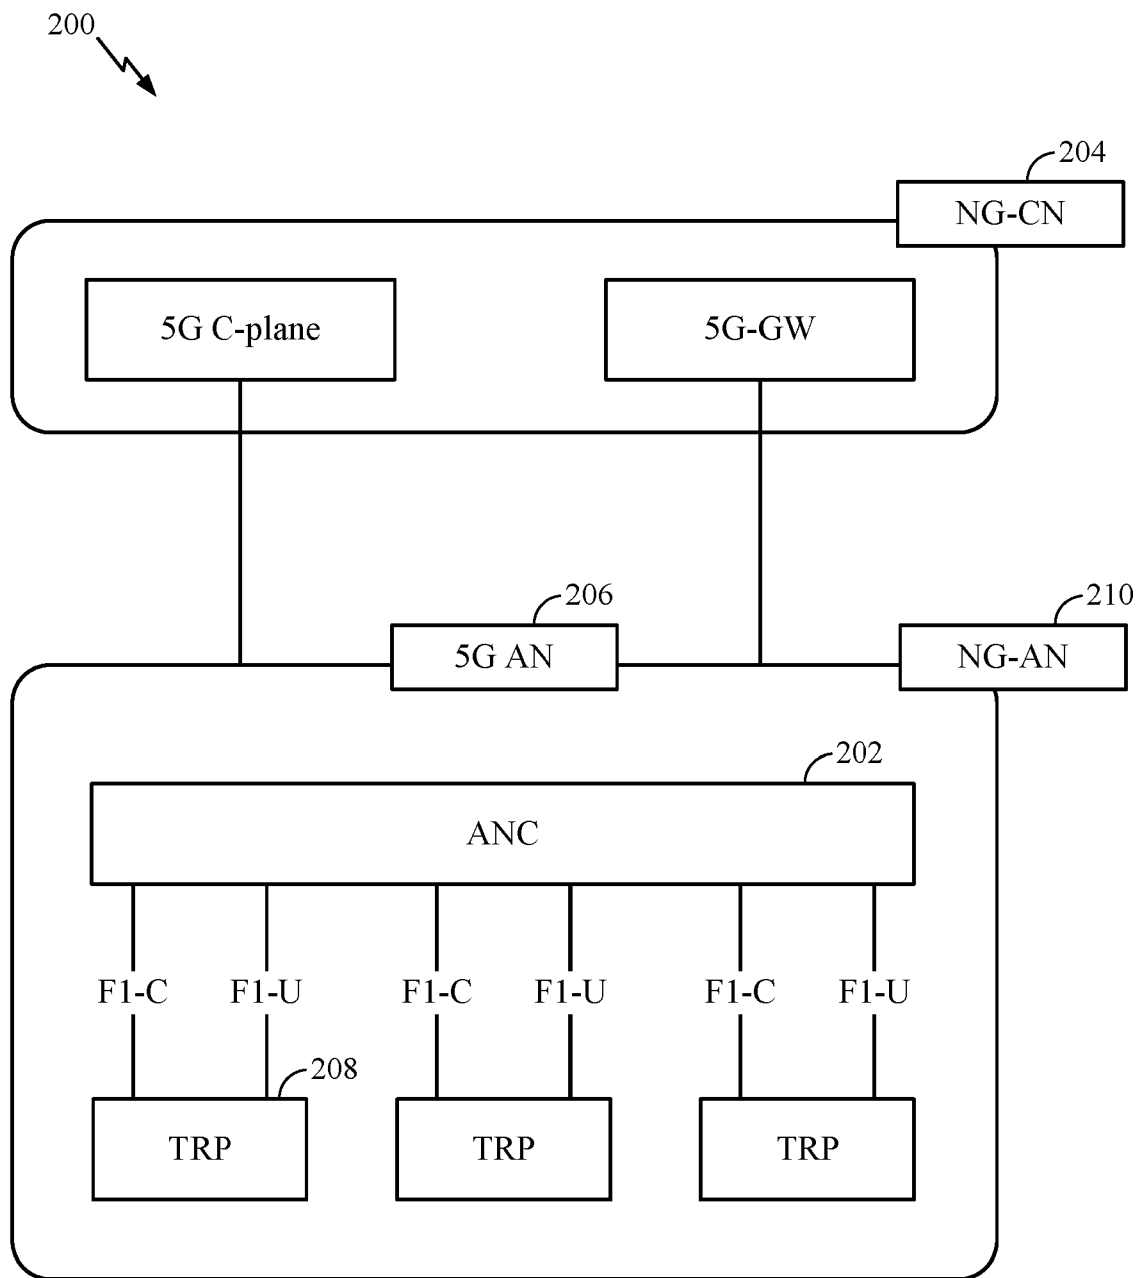 200
204
NG-CN
5G C-plane
5G-GW
206
210
5G AN
NG-AN
202
ANC
F1-C
F1-U
F1-C
F1-U
F1-C
F1-U
208
TRP
TRP
TRP